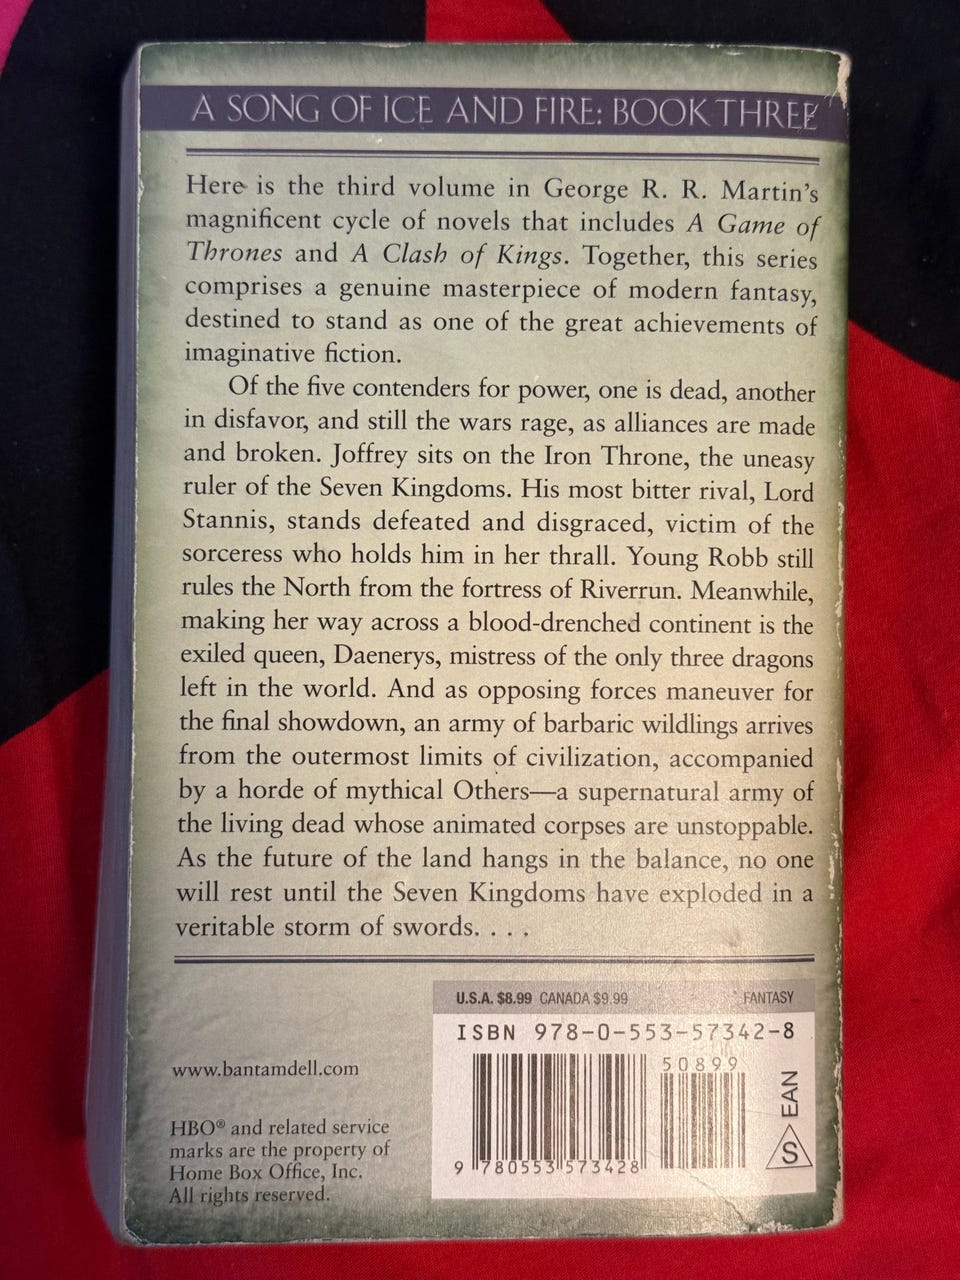 A SONG OF ICE AND FIRE: BOOK THREE
Here is the third volume in George R. R. Martin's
magnificent cycle of novels that includes A Game of
Thrones and A Clash of Kings. Together, this series
comprises a genuine masterpiece of modern fantasy,
destined to stand as one of the great achievements of
imaginative fiction.
Of the five contenders for power, one is dead, another
in disfavor, and still the wars rage, as alliances are made
and broken. Joffrey sits on the Iron Throne, the uneasy
ruler of the Seven Kingdoms. His most bitter rival, Lord
Stannis, stands defeated and disgraced, victim of the
sorceress who holds him in her thrall. Young Robb still
rules the North from the fortress of Riverrun. Meanwhile,
making her way across a blood-drenched continent is the
exiled queen, Daenerys, mistress of the only three dragons
left in the world. And as opposing forces maneuver for
the final showdown, an army of barbaric wildlings arrives
from the outermost limits of civilization, accompanied
by a horde of mythical Others—a supernatural army of
the living dead whose animated corpses are unstoppable.
As the future of the land hangs in the balance, no one
will rest until the Seven Kingdoms have exploded in a
veritable storm of swords. . . .
U.S.A. $8.99 CANADA $9.99 FANTASY
ISBN 978-0-553-57342-8
50899
9 780553 573428
S EAN
www.bantamdell.com
HBO® and related service
marks are the property of
Home Box Office, Inc.
All rights reserved.